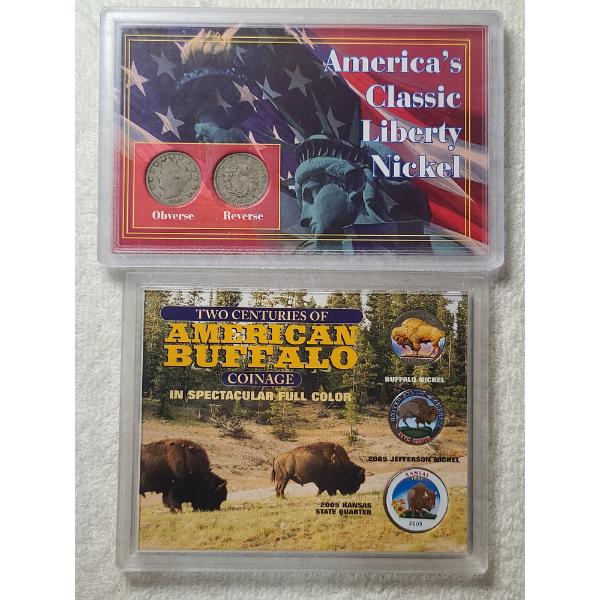 America's
Classic
Liberty
Nickel
Obverse
Reverse
TWO CENTURIES OF
AMERICAN
BUFFALO
COINAGE
IN SPECTACULAR FULL COLOR
BUFFALO NICKEL
2005 JEFFERSON NICKEL
2005 KANSAS
STATE QUARTER
KANSAS
2005